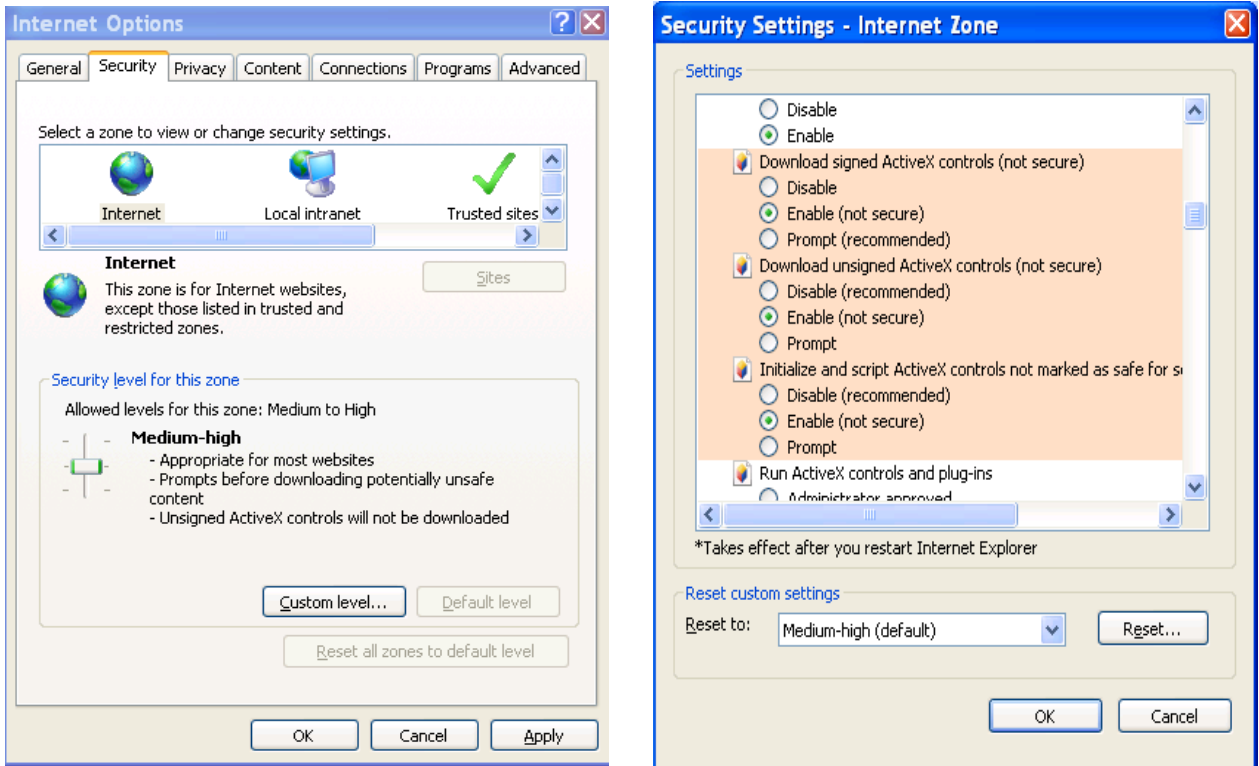 Internet Options
General Security Privacy Content Connections Programs Advanced
Select a zone to view or change security settings.
Internet Local intranet Trusted sites
Internet
Sites
This zone is for Internet websites,
except those listed in trusted and
restricted zones.
Security level for this zone
Allowed levels for this zone: Medium to High
Medium-high
- Appropriate for most websites
- Prompts before downloading potentially unsafe
content
- Unsigned ActiveX controls will not be downloaded
Custom level... Default level
Reset all zones to default level
OK Cancel Apply
Security Settings - Internet Zone
Settings
Disable
Enable
Download signed ActiveX controls (not secure)
Disable
Enable (not secure)
Prompt (recommended)
Download unsigned ActiveX controls (not secure)
Disable (recommended)
Enable (not secure)
Prompt
Initialize and script ActiveX controls not marked as safe for
Disable (recommended)
Enable (not secure)
Prompt
Run ActiveX controls and plug-ins
Administrator approved
*Takes effect after you restart Internet Explorer
Reset custom settings
Reset to: Medium-high (default) Reset...
OK Cancel